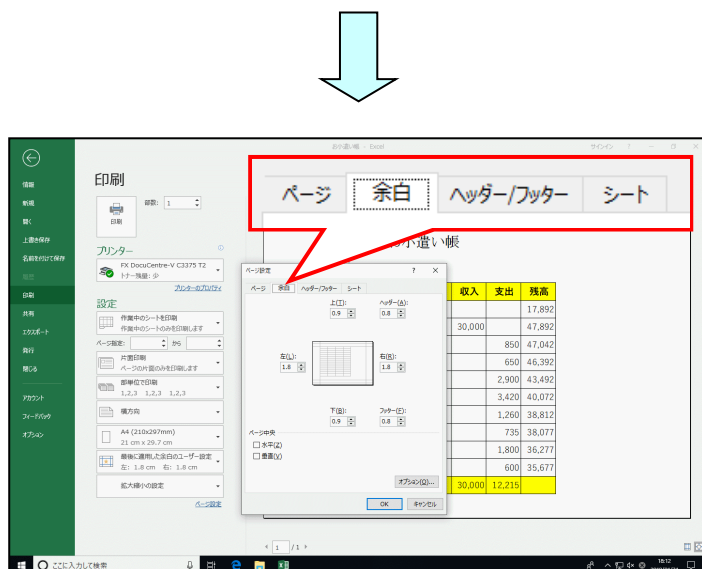 お小遣い帳 - Excel
サインイン ? － ロ ×
情報
新規
開く
上書き保存
名前を付けて保存
印刷
共有
エクスポート
発行
閉じる
アカウント
フィードバック
オプション
印刷
部数: 1
印刷
プリンター
FX DocuCentre-V C3375 T2
トナー残量: 少
プリンターのプロパティ
設定
作業中のシートを印刷
作業中のシートのみを印刷します
ページ指定: から
片面印刷
ページの片面のみを印刷します
部単位で印刷
1,2,3 1,2,3 1,2,3
横方向
A4 (210x297mm)
21 cm x 29.7 cm
最後に適用した余白のユーザー設定
左: 1.8 cm 右: 1.8 cm
拡大縮小の設定
ページ設定
ページ 余白 ヘッダー/フッター シート
小遣い帳
ページ設定 ? ×
ページ 余白 ヘッダー/フッター シート
上(T): ヘッダー(A):
0.9 0.8
左(L): 右(R):
1.8 1.8
下(B): フッター(F):
0.9 0.8
ページ中央
水平(Z)
垂直(V)
オプション(O)...
OK キャンセル
収入 支出 残高
17,892
30,000 47,892
850 47,042
650 46,392
2,900 43,492
3,420 40,072
1,260 38,812
735 38,077
1,800 36,277
600 35,677
30,000 12,215
1 /1
ここに入力して検索
18:12